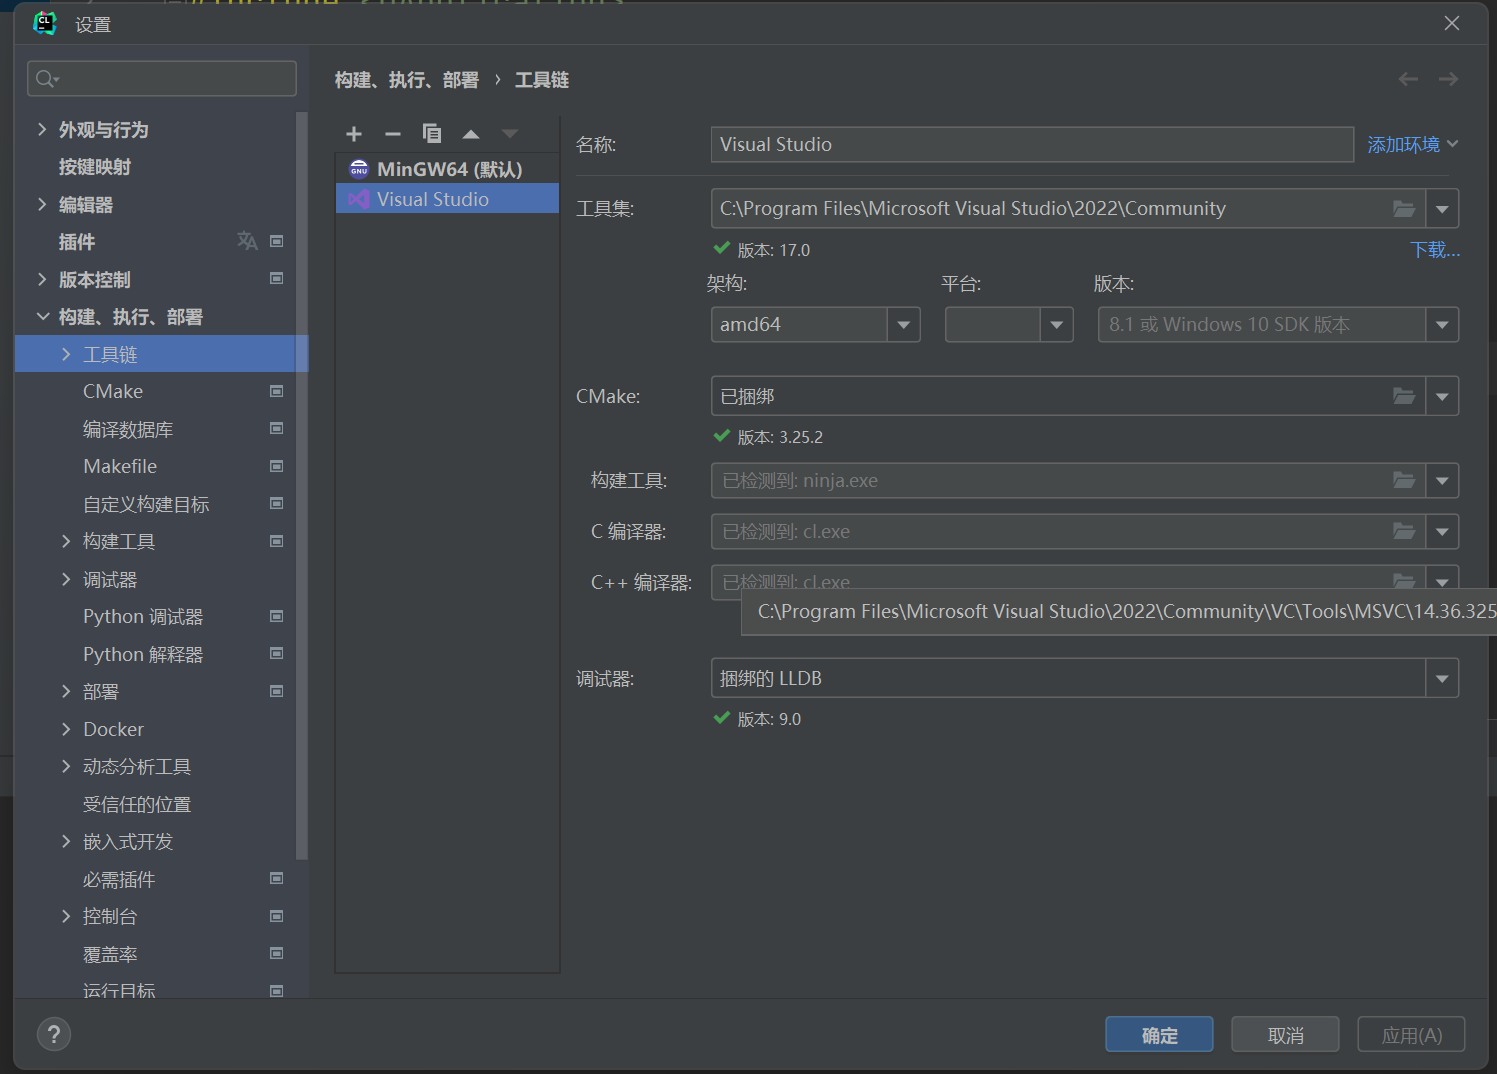 设置
外观与行为
按键映射
编辑器
插件
版本控制
构建、执行、部署
工具链
CMake
编译数据库
Makefile
自定义构建目标
构建工具
调试器
Python 调试器
Python 解释器
部署
Docker
动态分析工具
受信任的位置
嵌入式开发
必需插件
控制台
覆盖率
运行目标
构建、执行、部署 › 工具链
MinGW64 (默认)
Visual Studio
名称: Visual Studio 添加环境
工具集: C:\Program Files\Microsoft Visual Studio\2022\Community
版本: 17.0 下载...
架构: 平台: 版本:
amd64 8.1 或 Windows 10 SDK 版本
CMake: 已捆绑
版本: 3.25.2
构建工具: 已检测到: ninja.exe
C 编译器: 已检测到: cl.exe
C++ 编译器: 已检测到: cl.exe
C:\Program Files\Microsoft Visual Studio\2022\Community\VC\Tools\MSVC\14.36.325
调试器: 捆绑的 LLDB
版本: 9.0
? 确定 取消 应用(A)